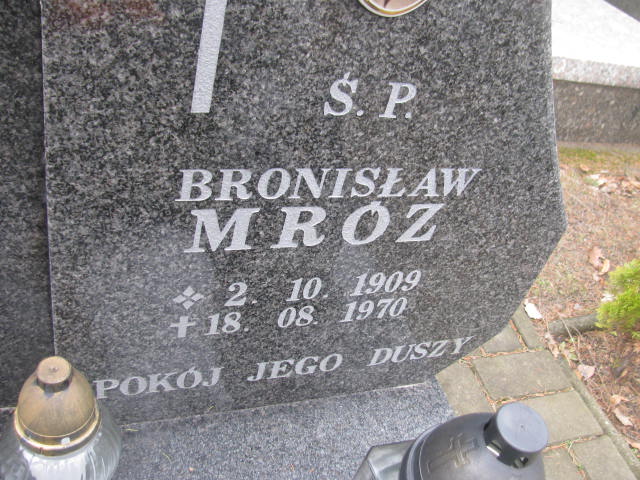 Ś. P.
BRONISŁAW
MRÓZ
2. 10. 1909
18. 08. 1970
POKÓJ JEGO DUSZY